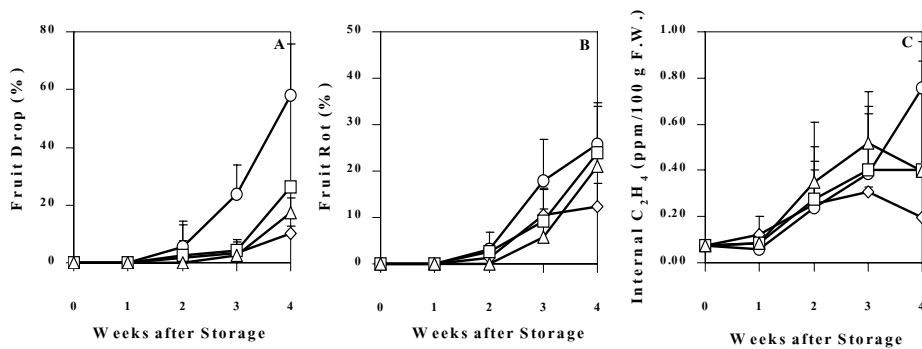 Fruit Drop (%)
80
60
40
20
0
A
0 1 2 3 4
Weeks after Storage
Fruit Rot (%)
50
40
30
20
10
0
B
0 1 2 3 4
Weeks after Storage
Internal C₂H₄ (ppm/100 g F.W.)
1.00
0.80
0.60
0.40
0.20
0.00
C
0 1 2 3 4
Weeks after Storage